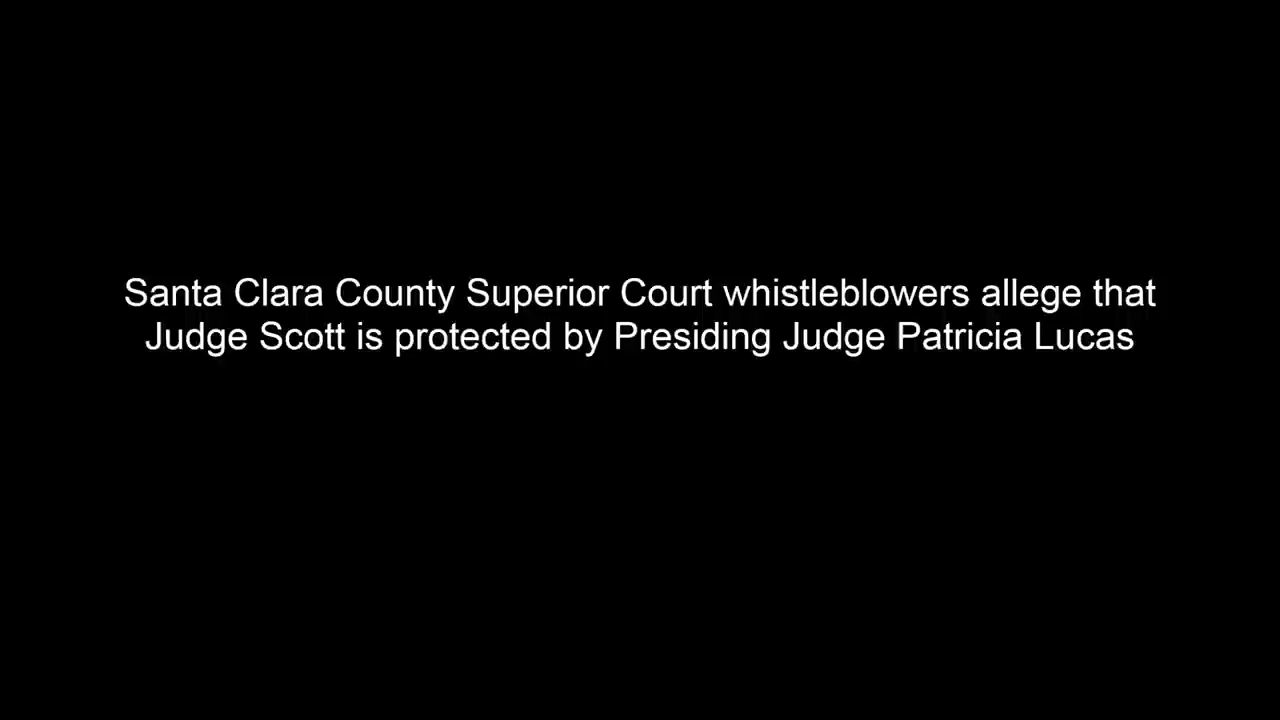 Santa Clara County Superior Court whistleblowers allege that
Judge Scott is protected by Presiding Judge Patricia Lucas